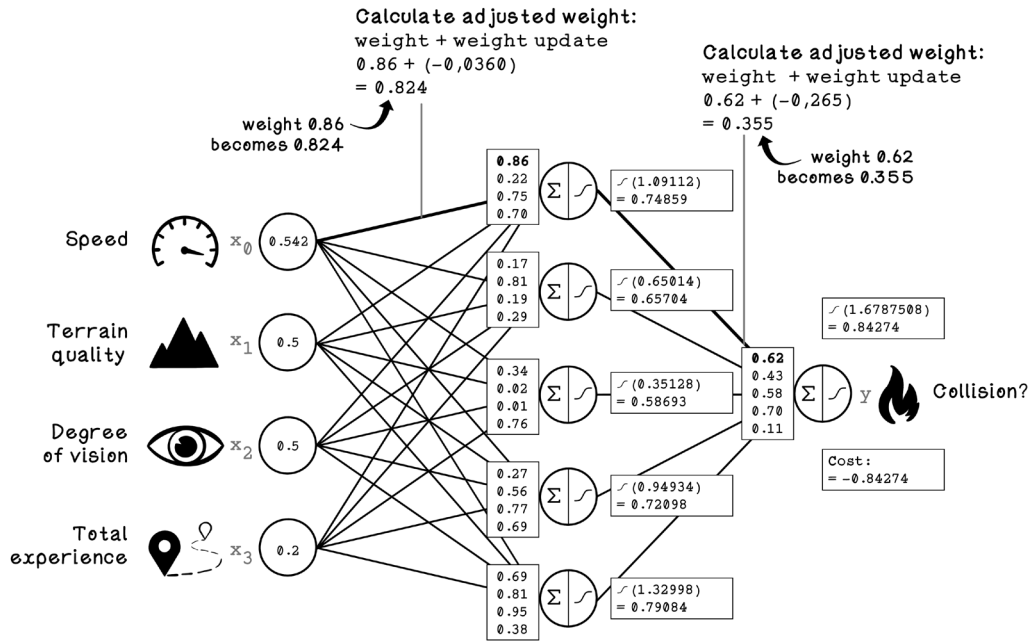 Calculate adjusted weight:
weight + weight update
0.86 + (-0,0360)
= 0.824
weight 0.86
becomes 0.824
Calculate adjusted weight:
weight + weight update
0.62 + (-0,265)
= 0.355
weight 0.62
becomes 0.355
Speed
x0
0.542
Terrain
quality
x1
0.5
Degree
of vision
x2
0.5
Total
experience
x3
0.2
0.86
0.22
0.75
0.70
Σ
(1.09112)
= 0.74859
0.17
0.81
0.19
0.29
Σ
(0.65014)
= 0.65704
0.34
0.02
0.01
0.76
Σ
(0.35128)
= 0.58693
0.27
0.56
0.77
0.69
Σ
(0.94934)
= 0.72098
0.69
0.81
0.95
0.38
Σ
(1.32998)
= 0.79084
0.62
0.43
0.58
0.70
0.11
Σ
(1.6787508)
= 0.84274
y
Collision?
Cost:
= -0.84274